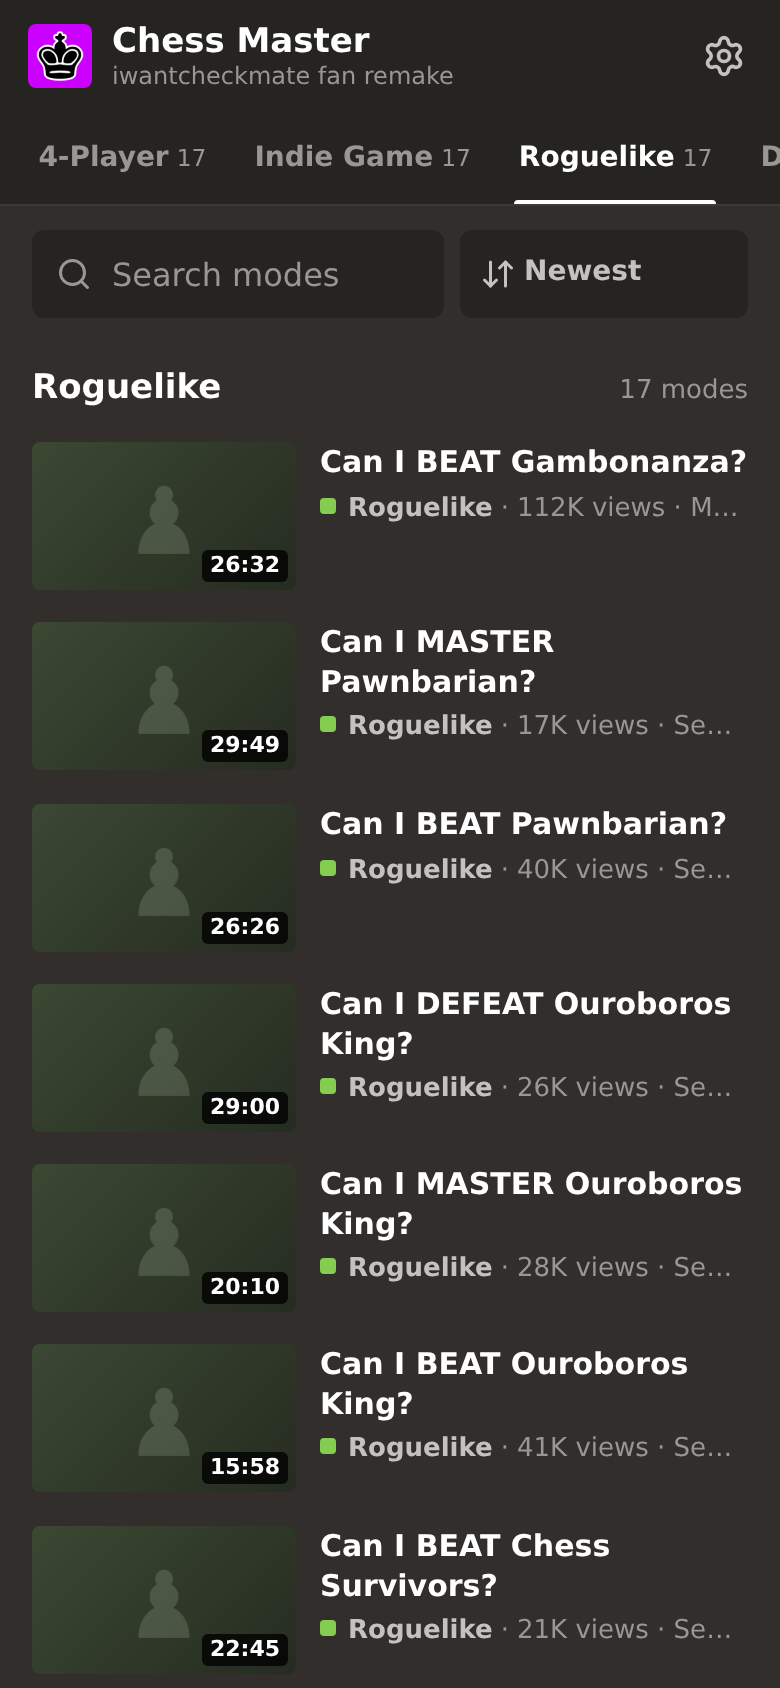 Chess Master
iwantcheckmate fan remake
4-Player 17 Indie Game 17 Roguelike 17 D
Search modes Newest
Roguelike 17 modes
Can I BEAT Gambonanza?
Roguelike · 112K views · M…
26:32
Can I MASTER
Pawnbarian?
Roguelike · 17K views · Se…
29:49
Can I BEAT Pawnbarian?
Roguelike · 40K views · Se…
26:26
Can I DEFEAT Ouroboros
King?
Roguelike · 26K views · Se…
29:00
Can I MASTER Ouroboros
King?
Roguelike · 28K views · Se…
20:10
Can I BEAT Ouroboros
King?
Roguelike · 41K views · Se…
15:58
Can I BEAT Chess
Survivors?
Roguelike · 21K views · Se…
22:45